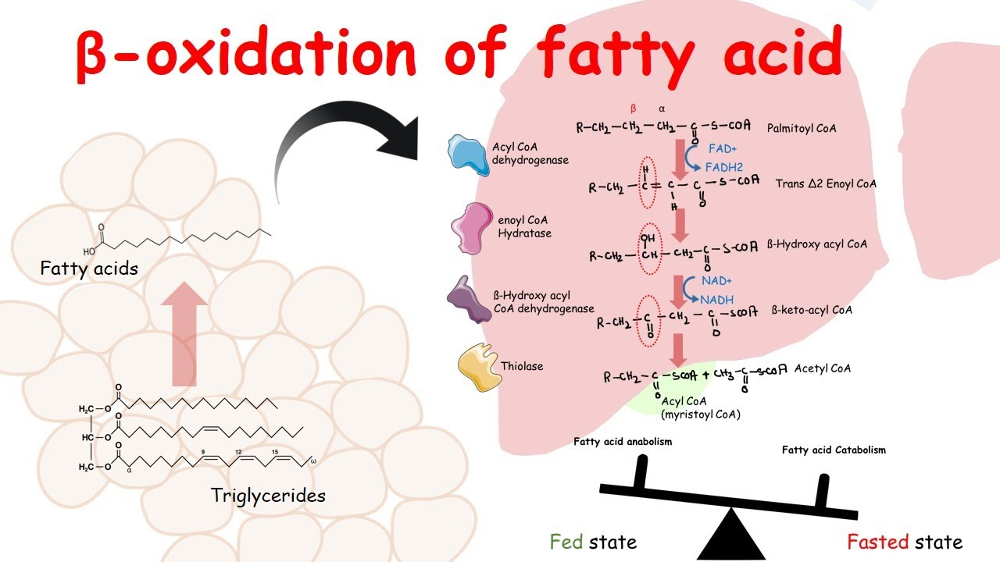 β-oxidation of fatty acid
β α
R-CH₂-CH₂-CH₂-C-S-COA
O
Palmitoyl CoA
Acyl CoA
dehydrogenase
FAD+
FADH2
H
R-CH₂-C=C-C-S-COA
H
O
Trans Δ2 Enoyl CoA
enoyl CoA
Hydratase
OH
R-CH₂-CH-CH₂-C-S-COA
O
ß-Hydroxy acyl CoA
ß-Hydroxy acyl
CoA dehydrogenase
NAD+
NADH
R-CH₂-C-CH₂-C-SCOA
O O
ß-keto-acyl CoA
Thiolase
R-CH₂-C-SCOA + CH₃-C-SCOA
O O
Acetyl CoA
Acyl CoA
(myristoyl CoA)
O
HO
Fatty acids
O
H₂C-O
O
HC-O
O
H₂C-O
α 9 12 15 ω
Triglycerides
Fatty acid anabolism
Fatty acid Catabolism
Fed state
Fasted state